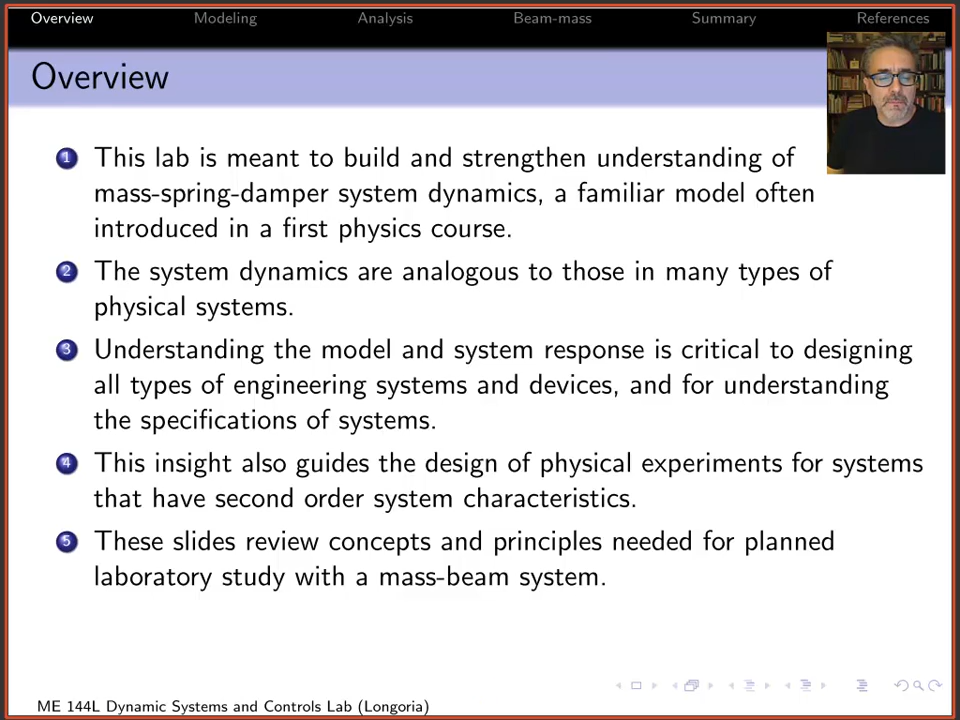 Overview Modeling Analysis Beam-mass Summary References
Overview
1 This lab is meant to build and strengthen understanding of
mass-spring-damper system dynamics, a familiar model often
introduced in a first physics course.
2 The system dynamics are analogous to those in many types of
physical systems.
3 Understanding the model and system response is critical to designing
all types of engineering systems and devices, and for understanding
the specifications of systems.
4 This insight also guides the design of physical experiments for systems
that have second order system characteristics.
5 These slides review concepts and principles needed for planned
laboratory study with a mass-beam system.
ME 144L Dynamic Systems and Controls Lab (Longoria)